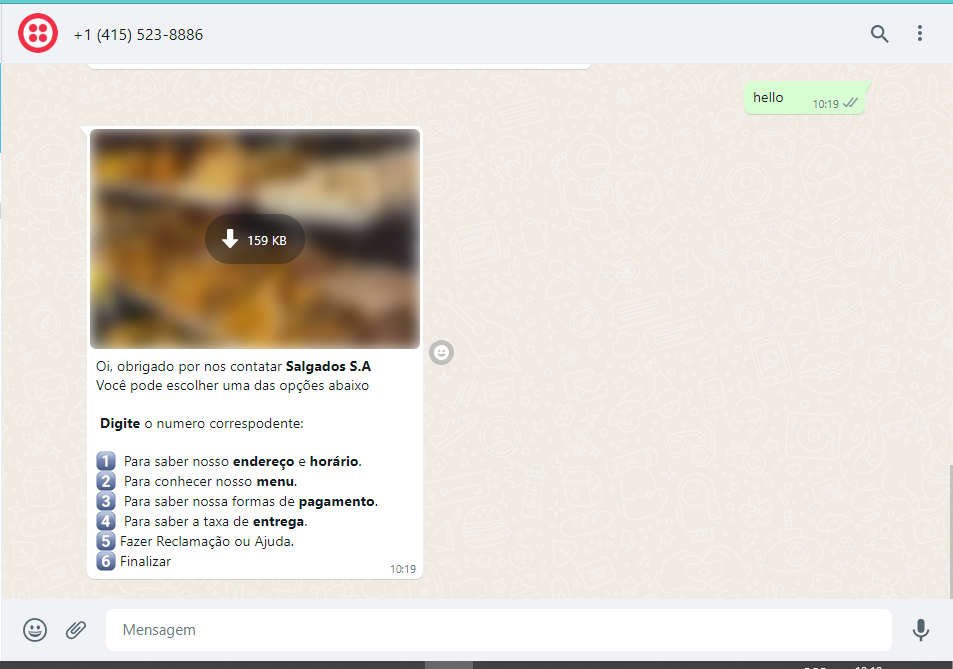 +1 (415) 523-8886
hello
10:19
159 KB
Oi, obrigado por nos contatar Salgados S.A
Você pode escolher uma das opções abaixo
Digite o numero correspodente:
1 Para saber nosso endereço e horário.
2 Para conhecer nosso menu.
3 Para saber nossa formas de pagamento.
4 Para saber a taxa de entrega.
5 Fazer Reclamação ou Ajuda.
6 Finalizar
10:19
Mensagem